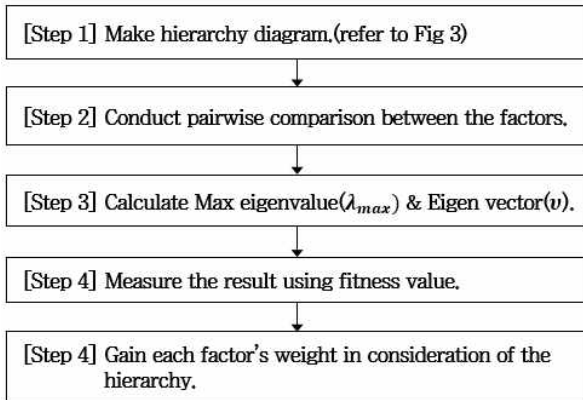 [Step 1] Make hierarchy diagram.(refer to Fig 3)
[Step 2] Conduct pairwise comparison between the factors.
[Step 3] Calculate Max eigenvalue(λmax) & Eigen vector(υ).
[Step 4] Measure the result using fitness value.
[Step 4] Gain each factor's weight in consideration of the
hierarchy.